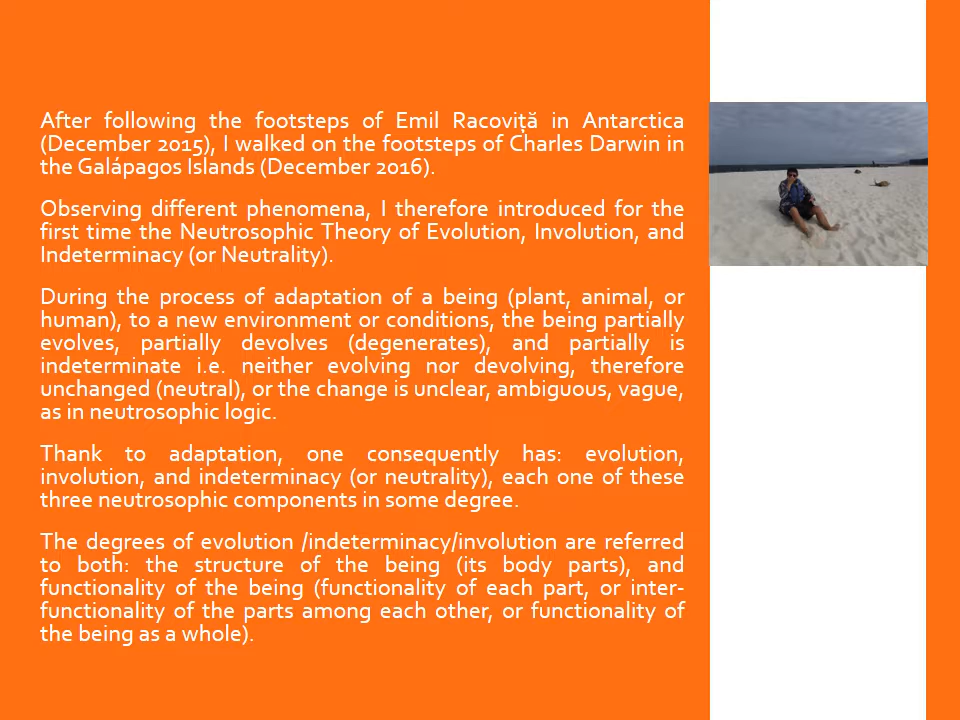 After following the footsteps of Emil Racoviță in Antarctica
(December 2015), I walked on the footsteps of Charles Darwin in
the Galápagos Islands (December 2016).
Observing different phenomena, I therefore introduced for the
first time the Neutrosophic Theory of Evolution, Involution, and
Indeterminacy (or Neutrality).
During the process of adaptation of a being (plant, animal, or
human), to a new environment or conditions, the being partially
evolves, partially devolves (degenerates), and partially is
indeterminate i.e. neither evolving nor devolving, therefore
unchanged (neutral), or the change is unclear, ambiguous, vague,
as in neutrosophic logic.
Thank to adaptation, one consequently has: evolution,
involution, and indeterminacy (or neutrality), each one of these
three neutrosophic components in some degree.
The degrees of evolution /indeterminacy/involution are referred
to both: the structure of the being (its body parts), and
functionality of the being (functionality of each part, or inter-
functionality of the parts among each other, or functionality of
the being as a whole).